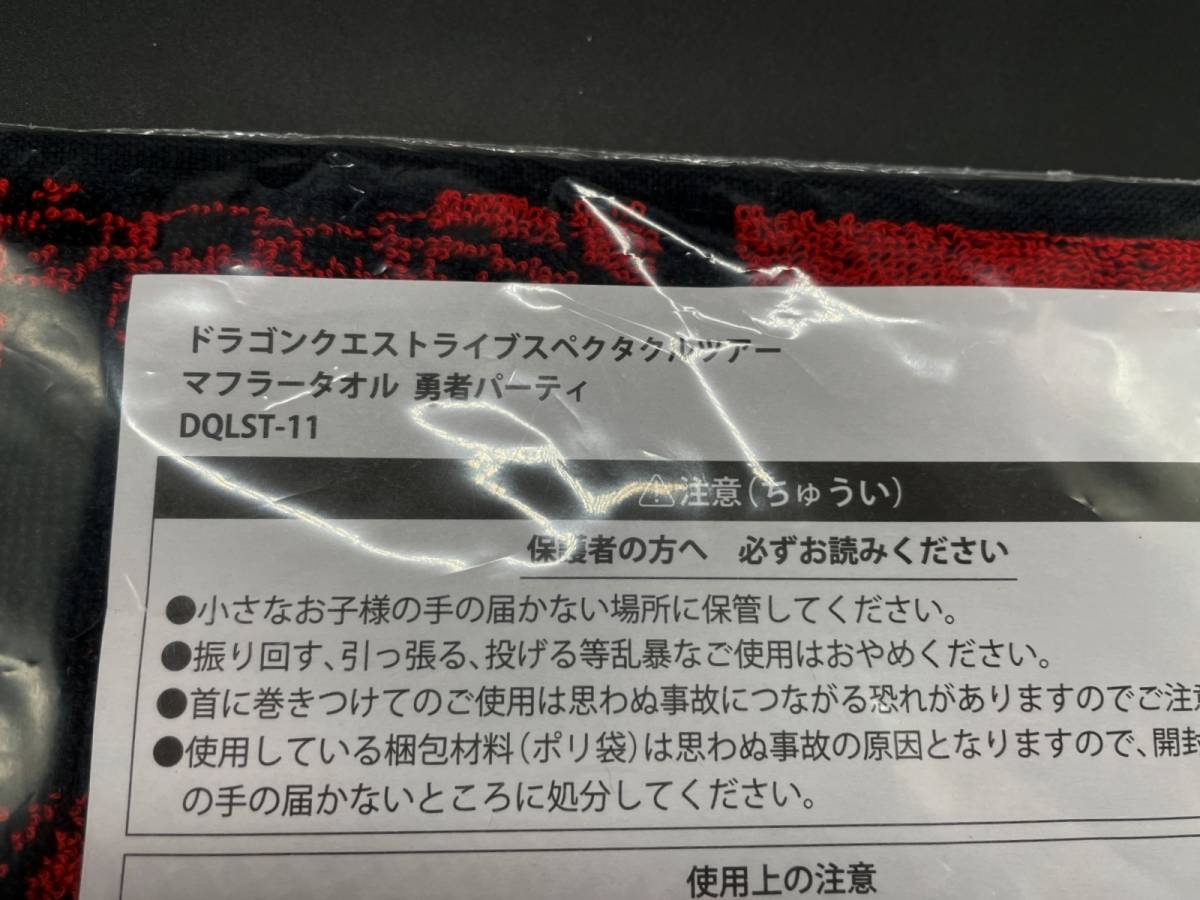 ドラゴンクエストライブスペクタクルツアー
マフラータオル 勇者パーティ
DQLST-11
⚠注意(ちゅうい)
保護者の方へ 必ずお読みください
●小さなお子様の手の届かない場所に保管してください。
●振り回す、引っ張る、投げる等乱暴なご使用はおやめください。
●首に巻きつけてのご使用は思わぬ事故につながる恐れがありますのでご注意
●使用している梱包材料(ポリ袋)は思わぬ事故の原因となりますので、開封
の手の届かないところに処分してください。
使用上の注意